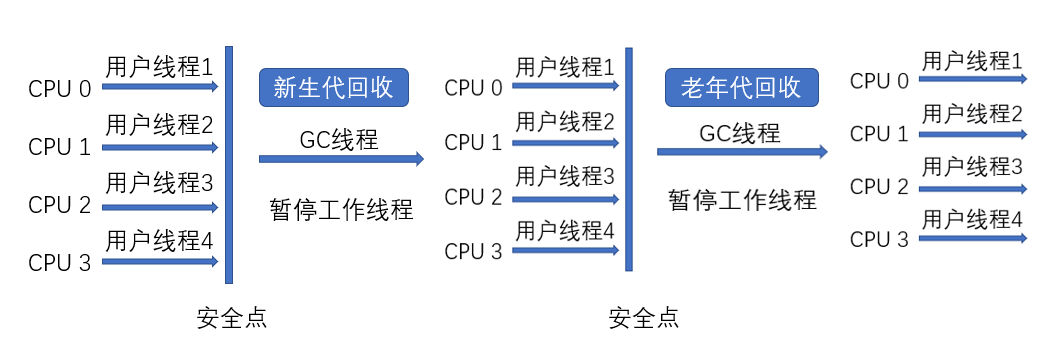 用户线程1
CPU 0
用户线程2
CPU 1
用户线程3
CPU 2
用户线程4
CPU 3
安全点
新生代回收
GC线程
暂停工作线程
用户线程1
CPU 0
用户线程2
CPU 1
用户线程3
CPU 2
用户线程4
CPU 3
安全点
老年代回收
GC线程
暂停工作线程
用户线程1
CPU 0
用户线程2
CPU 1
用户线程3
CPU 2
用户线程4
CPU 3